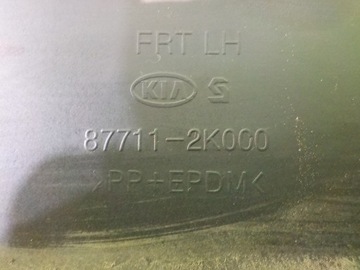 FRT LH
KIA S
87711-2K000
>PP+EPDM<